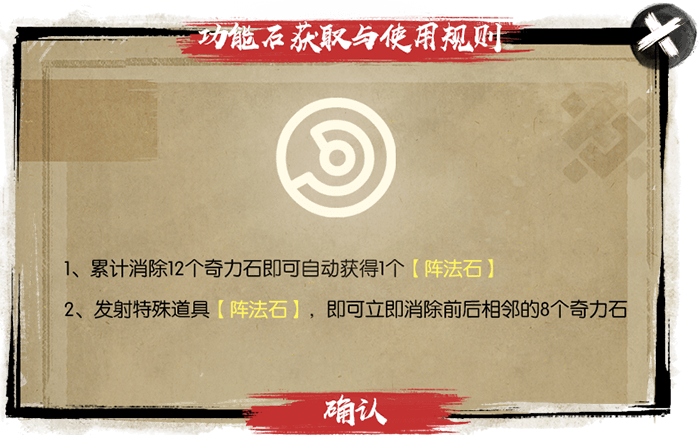 功能石获取与使用规则
1、累计消除12个奇力石即可自动获得1个【阵法石】
2、发射特殊道具【阵法石】，即可立即消除前后相邻的8个奇力石
确认